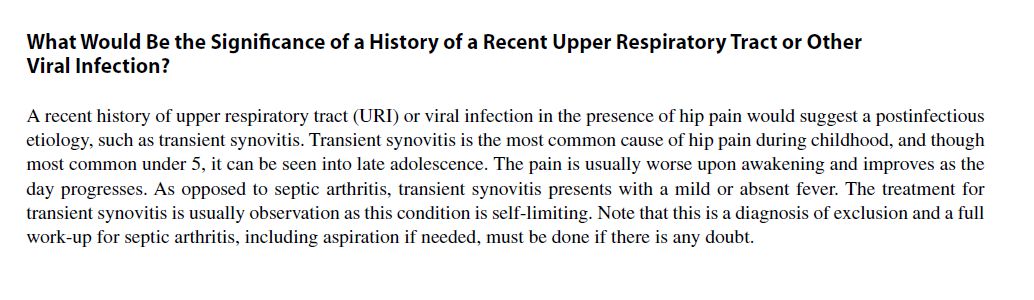 What Would Be the Significance of a History of a Recent Upper Respiratory Tract or Other
Viral Infection?
A recent history of upper respiratory tract (URI) or viral infection in the presence of hip pain would suggest a postinfectious
etiology, such as transient synovitis. Transient synovitis is the most common cause of hip pain during childhood, and though
most common under 5, it can be seen into late adolescence. The pain is usually worse upon awakening and improves as the
day progresses. As opposed to septic arthritis, transient synovitis presents with a mild or absent fever. The treatment for
transient synovitis is usually observation as this condition is self-limiting. Note that this is a diagnosis of exclusion and a full
work-up for septic arthritis, including aspiration if needed, must be done if there is any doubt.